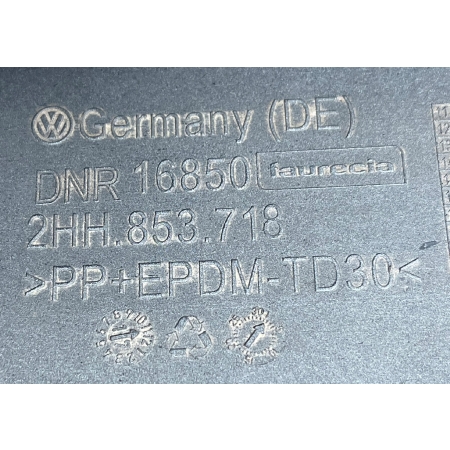 Germany (DE)
DNR 16850 faurecia
2HH.853.718
>PP+EPDM-TD30<